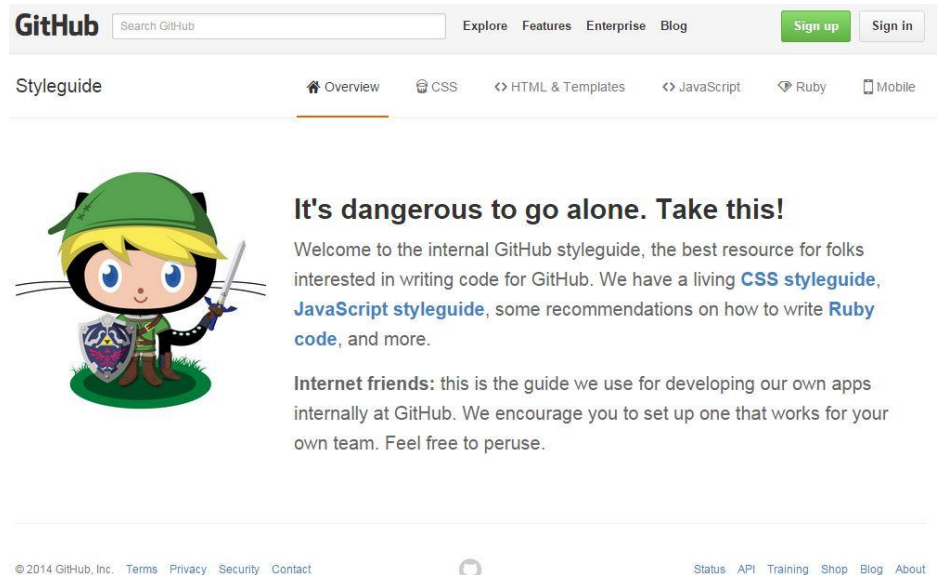 GitHub Search GitHub Explore Features Enterprise Blog Sign up Sign in
Styleguide Overview CSS HTML & Templates JavaScript Ruby Mobile
It's dangerous to go alone. Take this!
Welcome to the internal GitHub styleguide, the best resource for folks
interested in writing code for GitHub. We have a living CSS styleguide,
JavaScript styleguide, some recommendations on how to write Ruby
code, and more.
Internet friends: this is the guide we use for developing our own apps
internally at GitHub. We encourage you to set up one that works for your
own team. Feel free to peruse.
© 2014 GitHub, Inc. Terms Privacy Security Contact Status API Training Shop Blog About